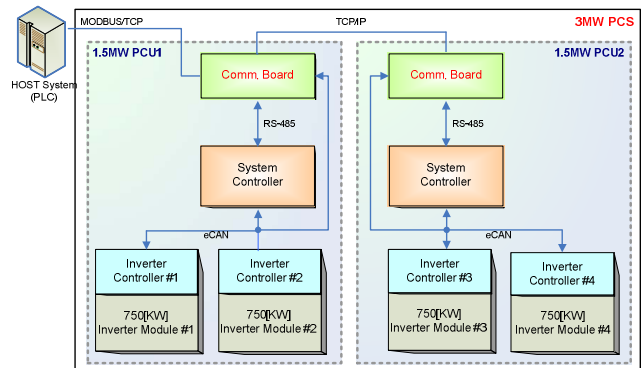 MODBUS/TCP
TCP/IP
3MW PCS
HOST System
(PLC)
1.5MW PCU1
1.5MW PCU2
Comm. Board
Comm. Board
RS-485
RS-485
System
Controller
System
Controller
eCAN
eCAN
Inverter
Controller #1
Inverter
Controller #2
Inverter
Controller #3
Inverter
Controller #4
750[KW]
Inverter Module #1
750[KW]
Inverter Module #2
750[KW]
Inverter Module #3
750[KW]
Inverter Module #4